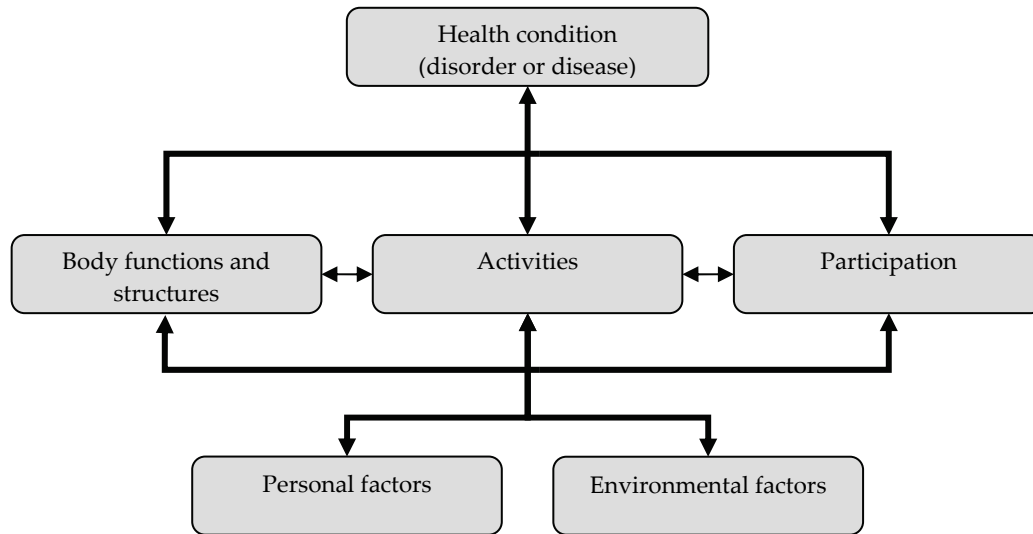 Health condition
(disorder or disease)
Body functions and
structures
Activities
Participation
Personal factors
Environmental factors